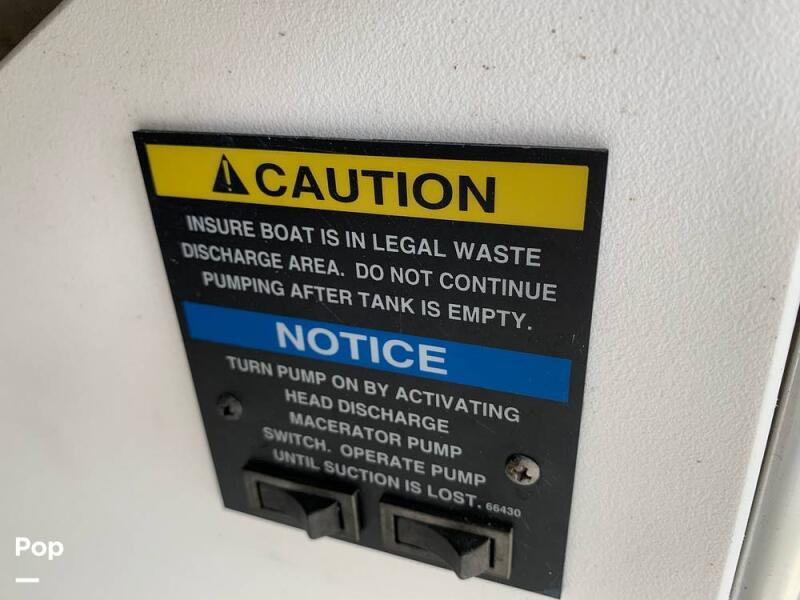 CAUTION
INSURE BOAT IS IN LEGAL WASTE
DISCHARGE AREA. DO NOT CONTINUE
PUMPING AFTER TANK IS EMPTY.
NOTICE
TURN PUMP ON BY ACTIVATING
HEAD DISCHARGE
MACERATOR PUMP
SWITCH. OPERATE PUMP
UNTIL SUCTION IS LOST. 66430
Pop